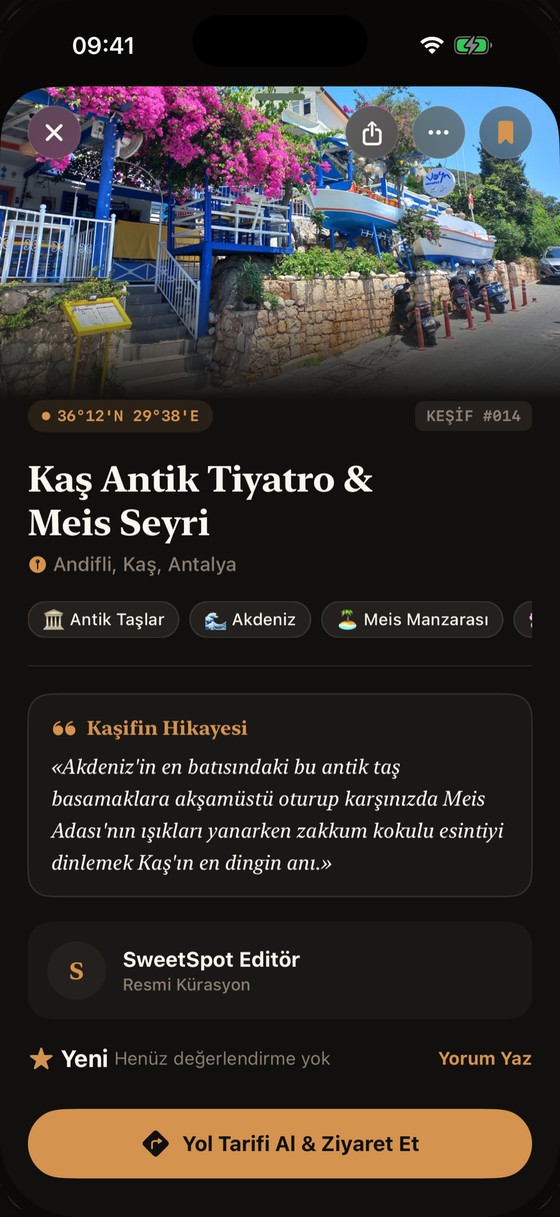 09:41
36°12'N 29°38'E
KEŞİF #014
Kaş Antik Tiyatro &
Meis Seyri
Andifli, Kaş, Antalya
Antik Taşlar
Akdeniz
Meis Manzarası
Kaşifin Hikayesi
«Akdeniz'in en batısındaki bu antik taş
basamaklara akşamüstü oturup karşınızda Meis
Adası'nın ışıkları yanarken zakkum kokulu esintiyi
dinlemek Kaş'ın en dingin anı.»
S
SweetSpot Editör
Resmi Kürasyon
Yeni Henüz değerlendirme yok
Yorum Yaz
Yol Tarifi Al & Ziyaret Et